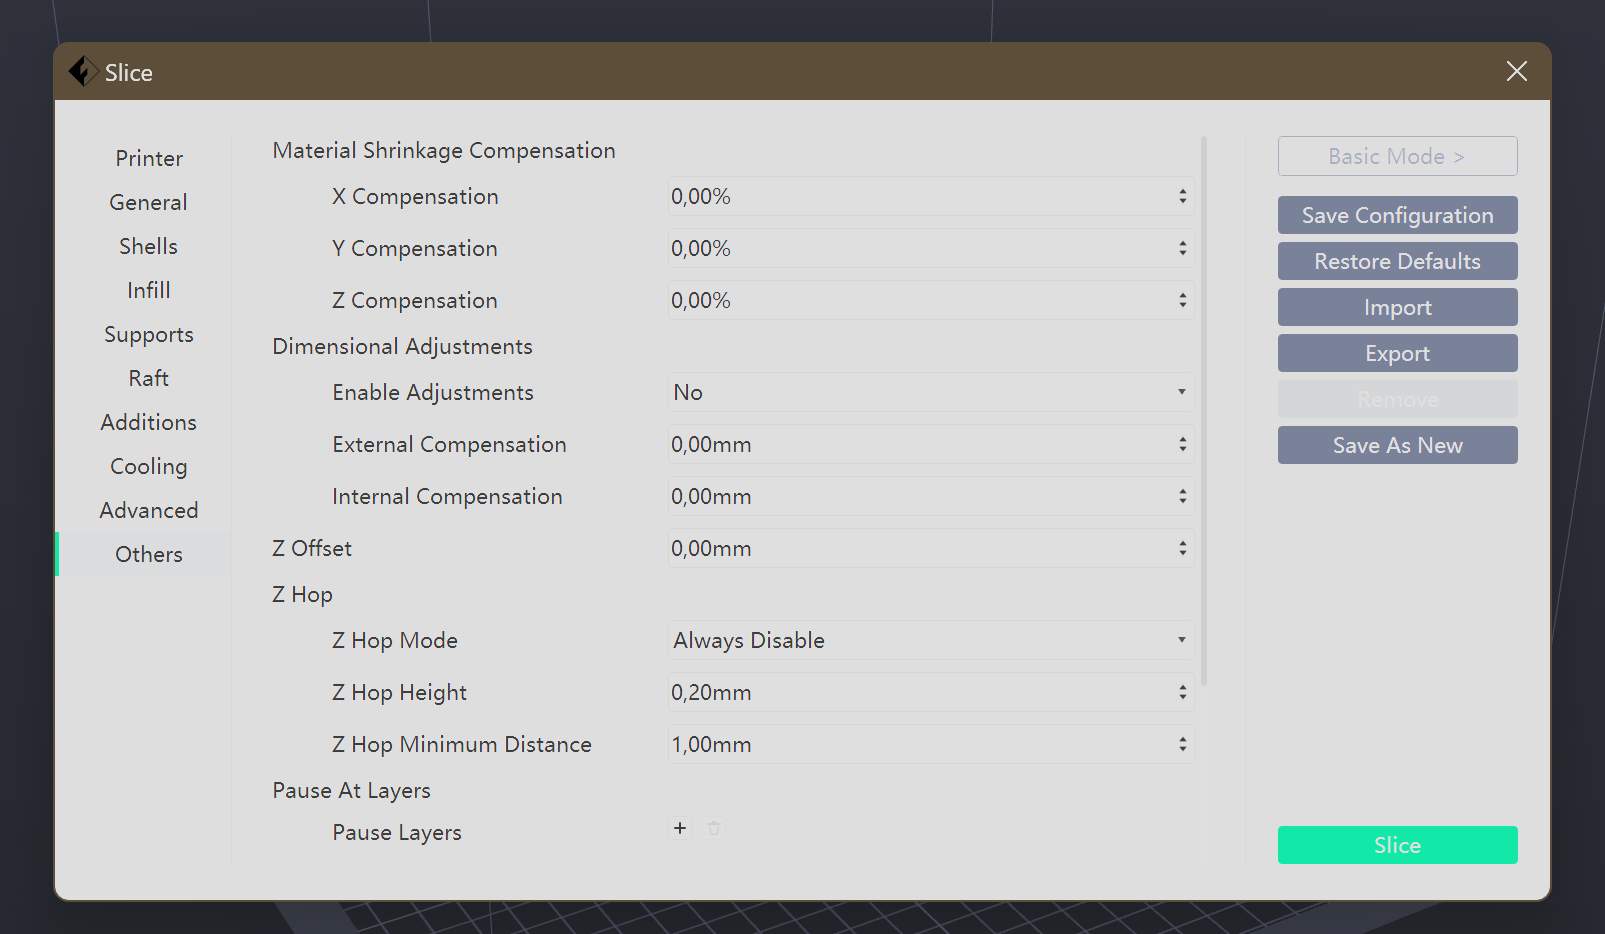 Slice
Printer
General
Shells
Infill
Supports
Raft
Additions
Cooling
Advanced
Others
Material Shrinkage Compensation
X Compensation 0,00%
Y Compensation 0,00%
Z Compensation 0,00%
Dimensional Adjustments
Enable Adjustments No
External Compensation 0,00mm
Internal Compensation 0,00mm
Z Offset 0,00mm
Z Hop
Z Hop Mode Always Disable
Z Hop Height 0,20mm
Z Hop Minimum Distance 1,00mm
Pause At Layers
Pause Layers +
Basic Mode >
Save Configuration
Restore Defaults
Import
Export
Remove
Save As New
Slice